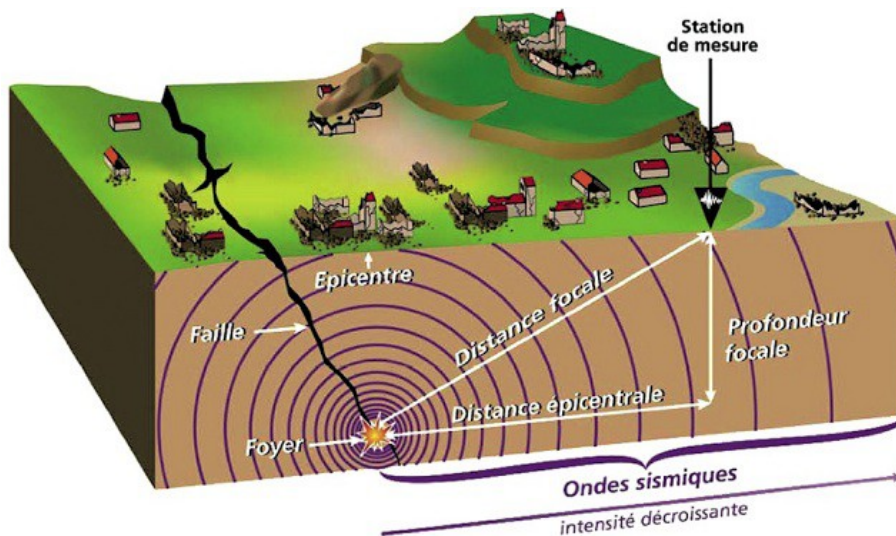 Station
de mesure
Epicentre
Faille
Distance focale
Profondeur
focale
Distance épicentrale
Foyer
Ondes sismiques
intensité décroissante